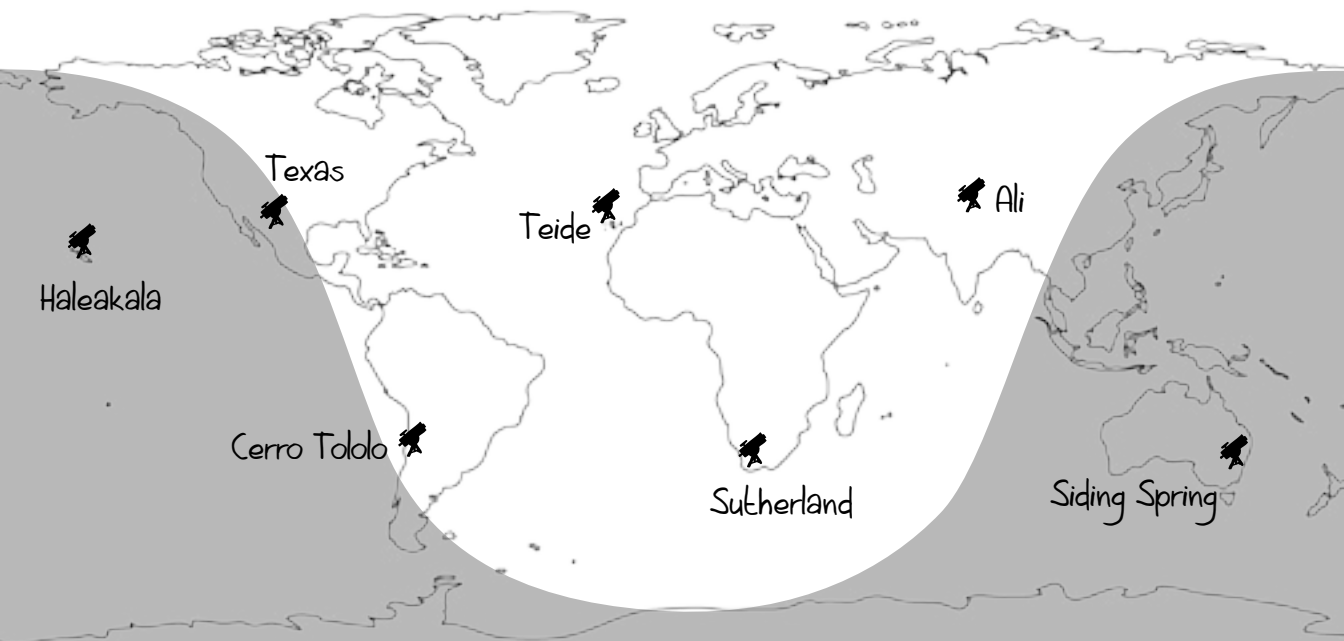 Texas
Ali
Teide
Haleakala
Cerro Tololo
Siding Spring
Sutherland